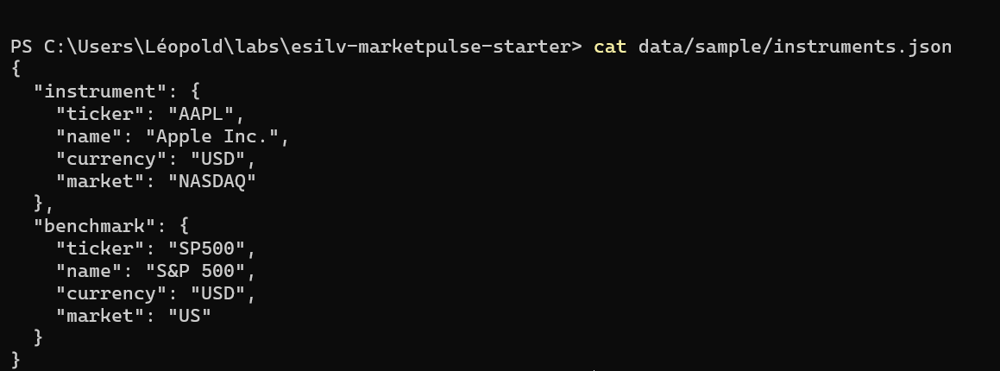 PS C:\Users\Léopold\labs\esilv-marketpulse-starter> cat data/sample/instruments.json
{
  "instrument": {
    "ticker": "AAPL",
    "name": "Apple Inc.",
    "currency": "USD",
    "market": "NASDAQ"
  },
  "benchmark": {
    "ticker": "SP500",
    "name": "S&P 500",
    "currency": "USD",
    "market": "US"
  }
}